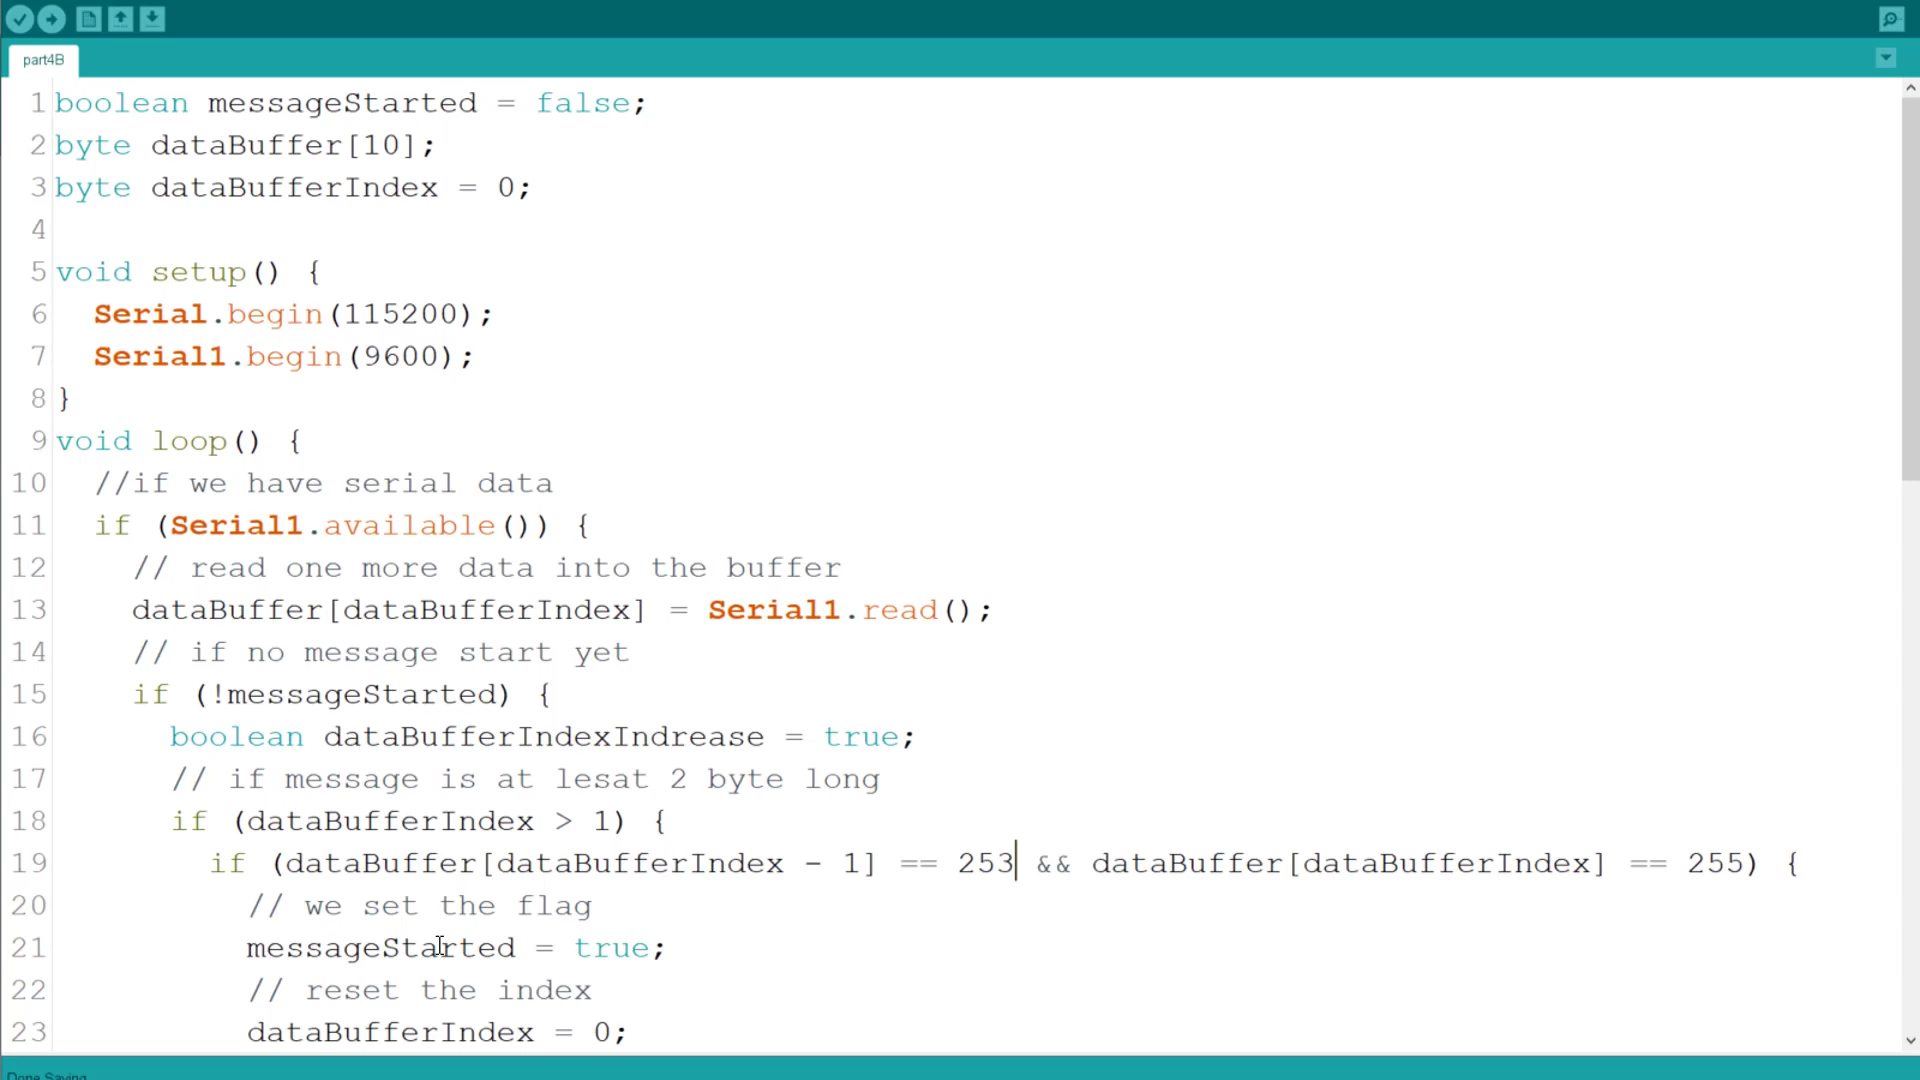 part4B
1 boolean messageStarted = false;
2 byte dataBuffer[10];
3 byte dataBufferIndex = 0;
4
5 void setup() {
6 Serial.begin(115200);
7 Serial1.begin(9600);
8 }
9 void loop() {
10 //if we have serial data
11 if (Serial1.available()) {
12 // read one more data into the buffer
13 dataBuffer[dataBufferIndex] = Serial1.read();
14 // if no message start yet
15 if (!messageStarted) {
16 boolean dataBufferIndexIndrease = true;
17 // if message is at lesat 2 byte long
18 if (dataBufferIndex > 1) {
19 if (dataBuffer[dataBufferIndex - 1] == 253 && dataBuffer[dataBufferIndex] == 255) {
20 // we set the flag
21 messageStarted = true;
22 // reset the index
23 dataBufferIndex = 0;
Done Saving